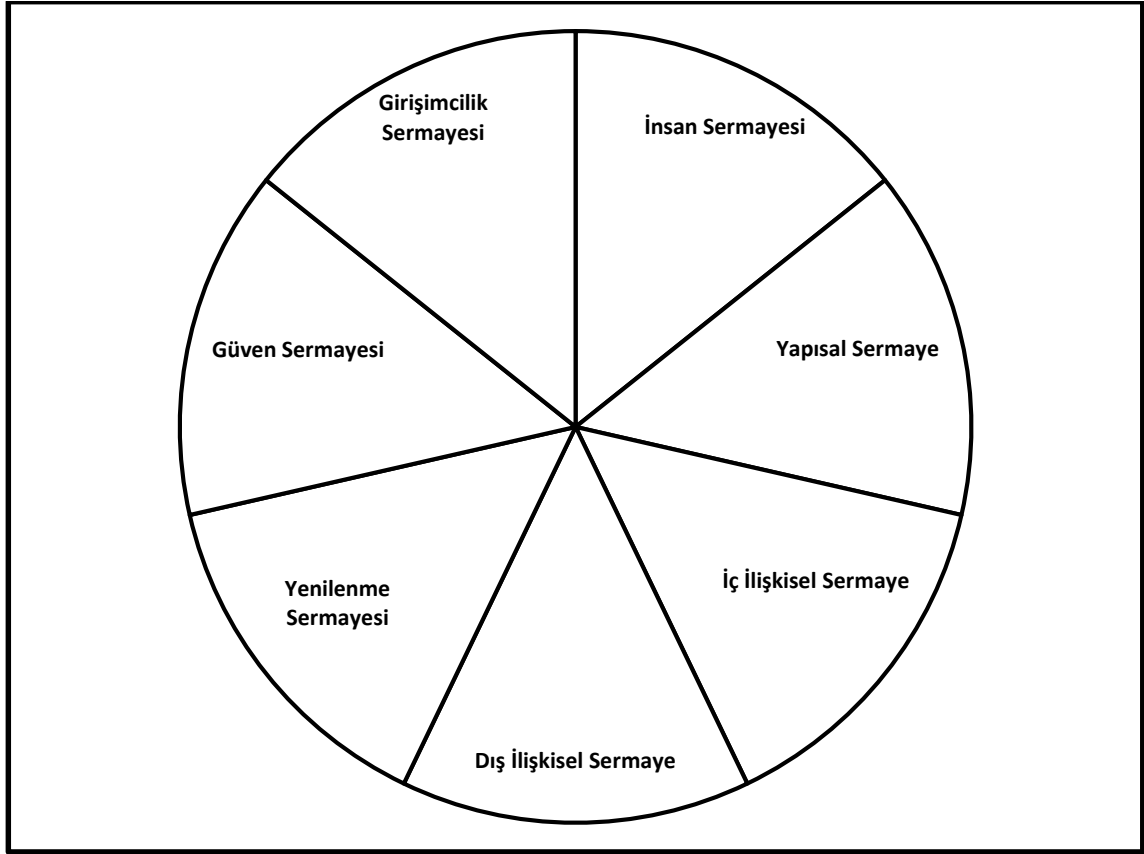 Girişimcilik
Sermayesi
İnsan Sermayesi
Güven Sermayesi
Yapısal Sermaye
Yenilenme
Sermayesi
İç İlişkisel Sermaye
Dış İlişkisel Sermaye